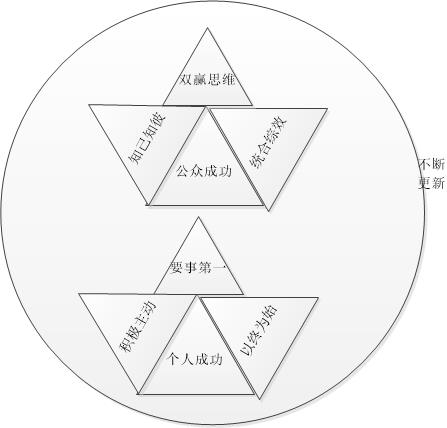 双赢思维
知己知彼
统合综效
公众成功
不断
更新
要事第一
积极主动
以终为始
个人成功